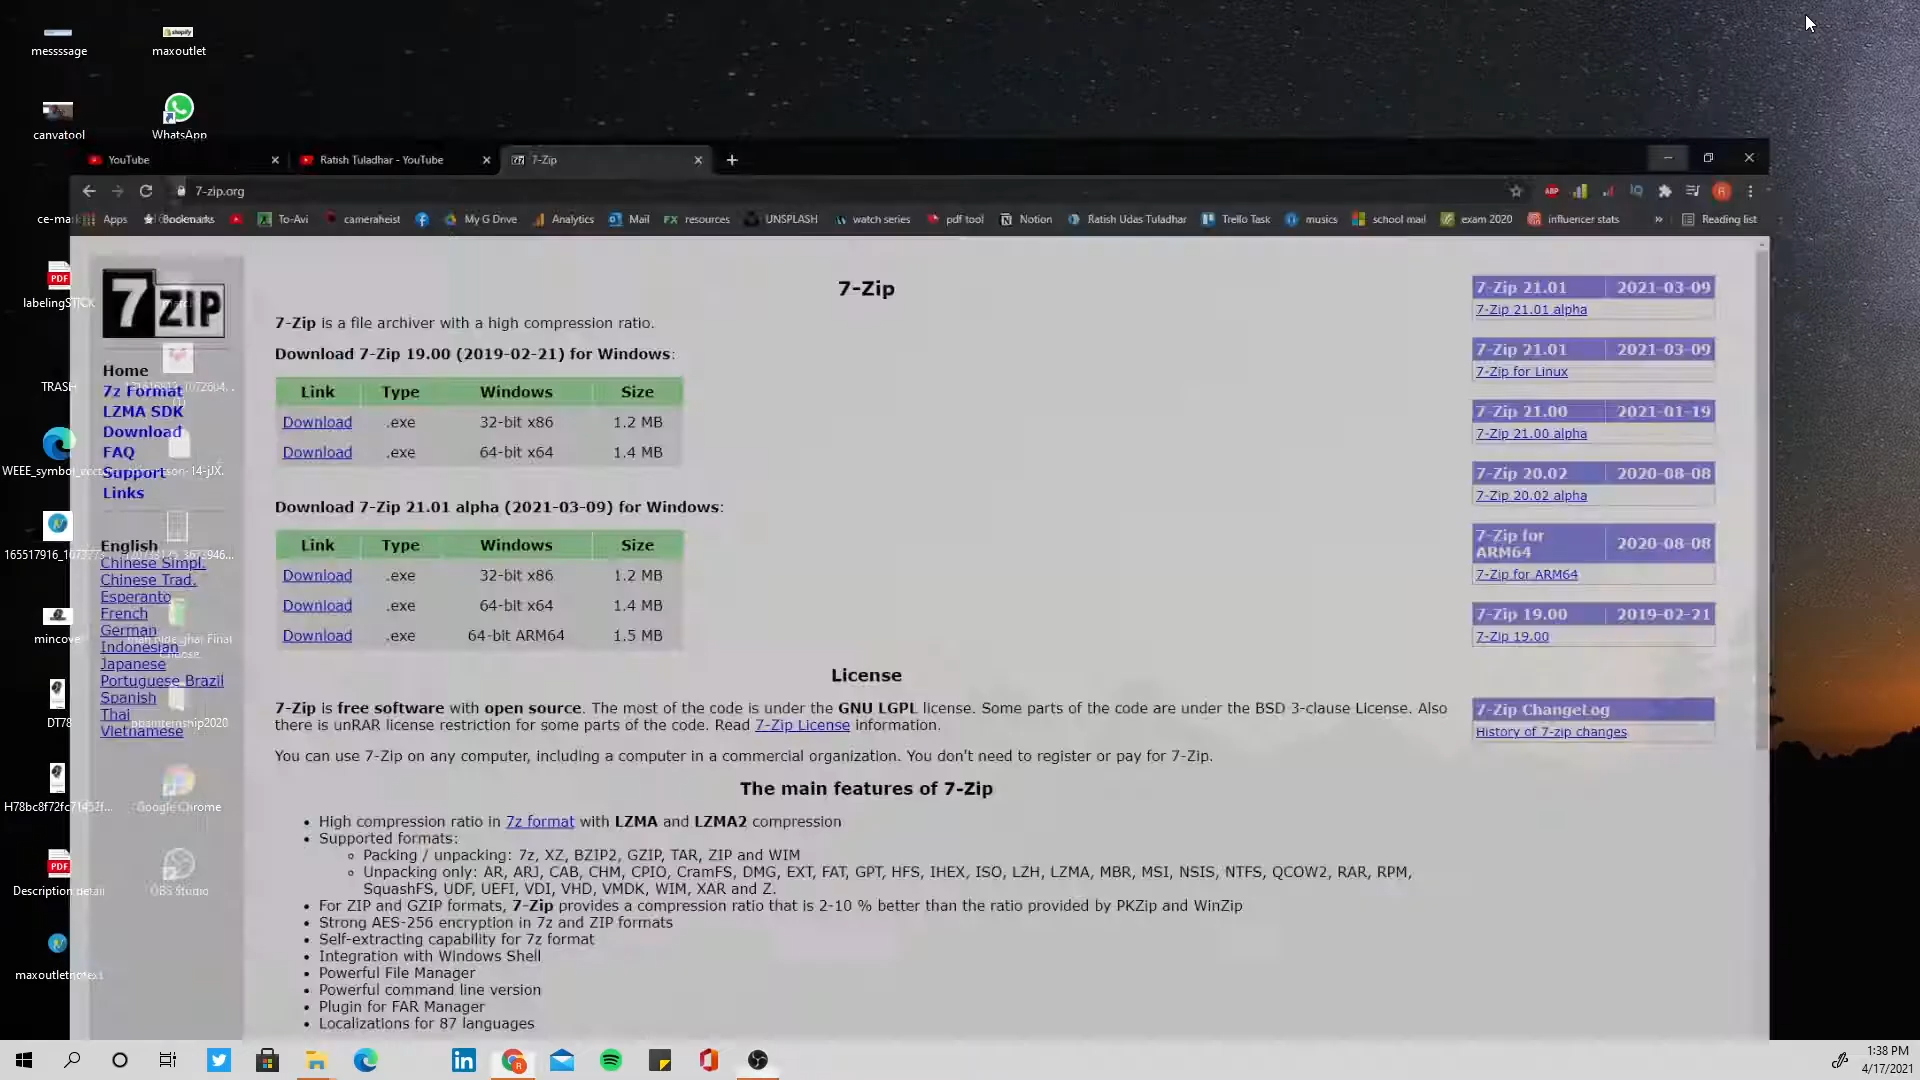 messsage
maxoutlet
canvatool
WhatsApp
YouTube
Ratish Tuladhar - YouTube
7-Zip
7-zip.org
Apps
Bookmarks
To-Avi
cameraheist
My G Drive
Analytics
Mail
resources
UNSPLASH
watch series
pdf tool
Notion
Ratish Udas Tuladhar
Trello Task
musics
school mail
exam 2020
influencer stats
»
Reading list
labelingSTICK
TRASH
mincove
DT78
H78bc8f72fc71452f...
Description detail
ppainternship2020
Google Chrome
OBS Studio
7 ZIP
Home
7z Format
LZMA SDK
Download
FAQ
Support
Links
English
Chinese Simpl.
Chinese Trad.
Esperanto
French
German
Indonesian
Japanese
Portuguese Brazil
Spanish
Thai
Vietnamese
7-Zip
7-Zip is a file archiver with a high compression ratio.
Download 7-Zip 19.00 (2019-02-21) for Windows:
Link Type Windows Size
Download .exe 32-bit x86 1.2 MB
Download .exe 64-bit x64 1.4 MB
Download 7-Zip 21.01 alpha (2021-03-09) for Windows:
Link Type Windows Size
Download .exe 32-bit x86 1.2 MB
Download .exe 64-bit x64 1.4 MB
Download .exe 64-bit ARM64 1.5 MB
License
7-Zip is free software with open source. The most of the code is under the GNU LGPL license. Some parts of the code are under the BSD 3-clause License. Also
there is unRAR license restriction for some parts of the code. Read 7-Zip License information.
You can use 7-Zip on any computer, including a computer in a commercial organization. You don't need to register or pay for 7-Zip.
The main features of 7-Zip
• High compression ratio in 7z format with LZMA and LZMA2 compression
• Supported formats:
◦ Packing / unpacking: 7z, XZ, BZIP2, GZIP, TAR, ZIP and WIM
◦ Unpacking only: AR, ARJ, CAB, CHM, CPIO, CramFS, DMG, EXT, FAT, GPT, HFS, IHEX, ISO, LZH, LZMA, MBR, MSI, NSIS, NTFS, QCOW2, RAR, RPM,
SquashFS, UDF, UEFI, VDI, VHD, VMDK, WIM, XAR and Z.
• For ZIP and GZIP formats, 7-Zip provides a compression ratio that is 2-10 % better than the ratio provided by PKZip and WinZip
• Strong AES-256 encryption in 7z and ZIP formats
• Self-extracting capability for 7z format
• Integration with Windows Shell
• Powerful File Manager
• Powerful command line version
• Plugin for FAR Manager
• Localizations for 87 languages
7-Zip 21.01 2021-03-09
7-Zip 21.01 alpha
7-Zip 21.01 2021-03-09
7-Zip for Linux
7-Zip 21.00 2021-01-19
7-Zip 21.00 alpha
7-Zip 20.02 2020-08-08
7-Zip 20.02 alpha
7-Zip for
ARM64 2020-08-08
7-Zip for ARM64
7-Zip 19.00 2019-02-21
7-Zip 19.00
7-Zip ChangeLog
History of 7-zip changes
1:38 PM
4/17/2021